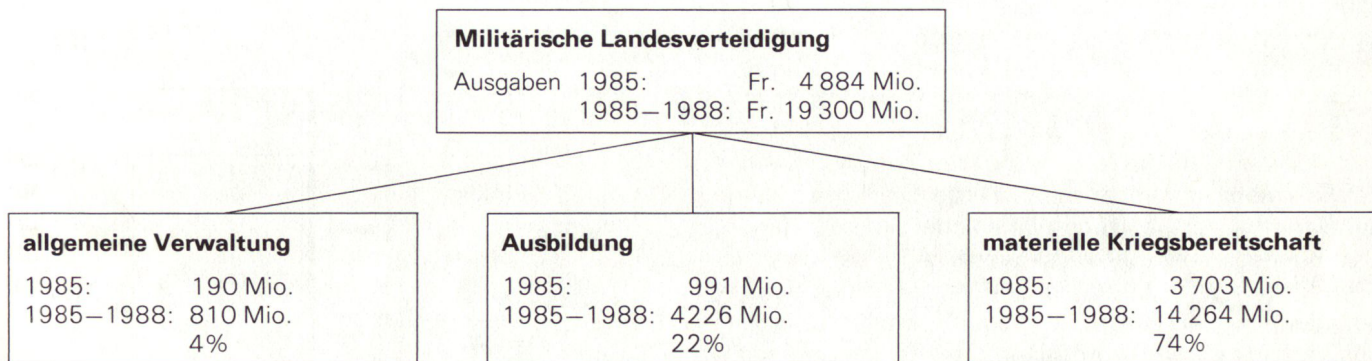 Militärische Landesverteidigung
Ausgaben 1985: Fr. 4 884 Mio.
1985–1988: Fr. 19 300 Mio.
allgemeine Verwaltung
1985: 190 Mio.
1985–1988: 810 Mio.
4%
Ausbildung
1985: 991 Mio.
1985–1988: 4226 Mio.
22%
materielle Kriegsbereitschaft
1985: 3 703 Mio.
1985–1988: 14 264 Mio.
74%